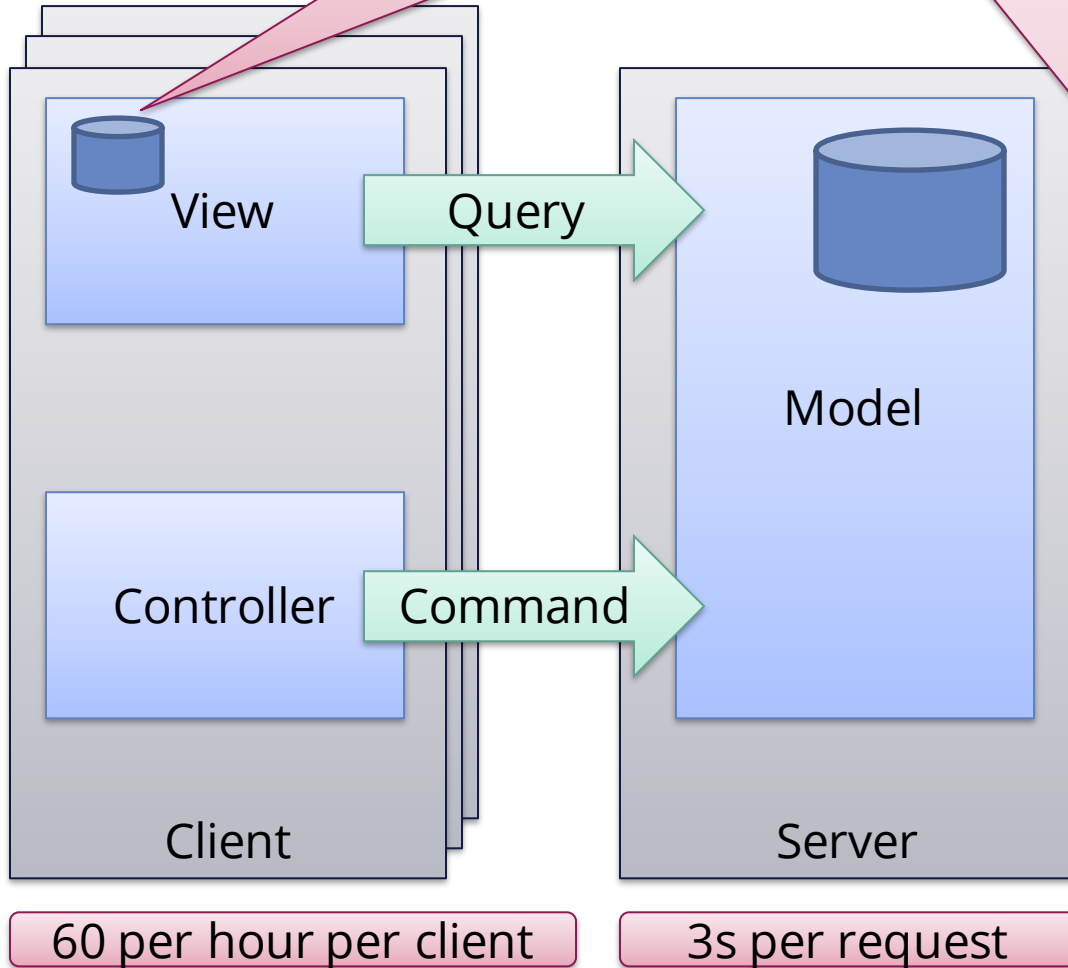 View
Query
Model
Controller
Command
Client
Server
60 per hour per client
3s per request